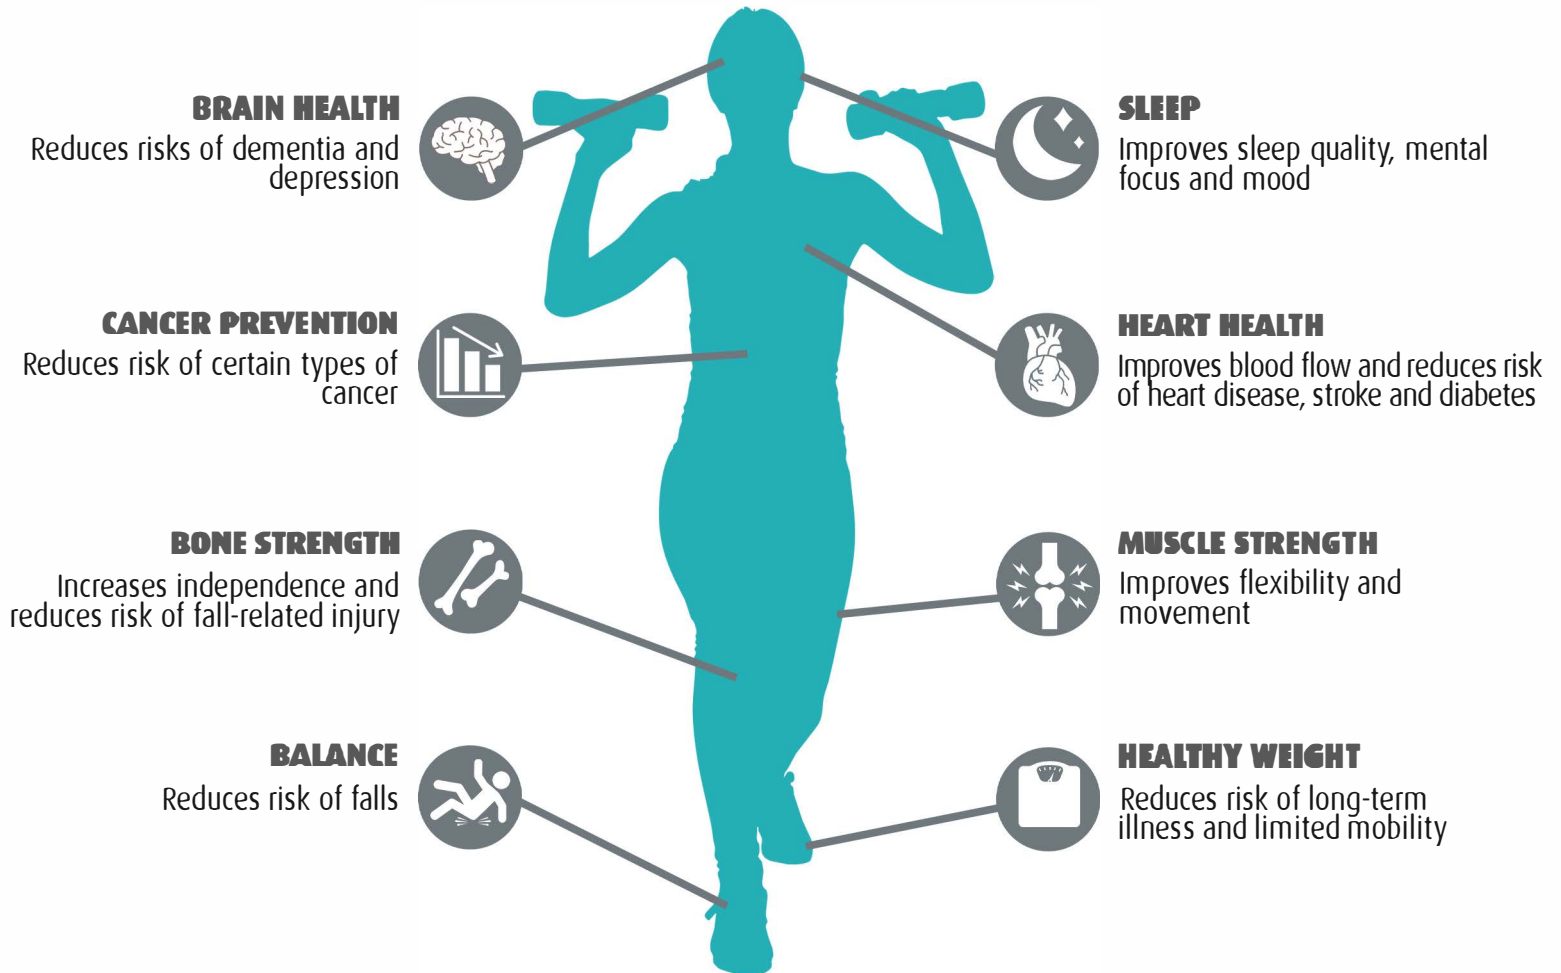 BRAIN HEALTH
Reduces risks of dementia and
depression
SLEEP
Improves sleep quality, mental
focus and mood
CANCER PREVENTION
Reduces risk of certain types of
cancer
HEART HEALTH
Improves blood flow and reduces risk
of heart disease, stroke and diabetes
BONE STRENGTH
Increases independence and
reduces risk of fall-related injury
MUSCLE STRENGTH
Improves flexibility and
movement
BALANCE
Reduces risk of falls
HEALTHY WEIGHT
Reduces risk of long-term
illness and limited mobility